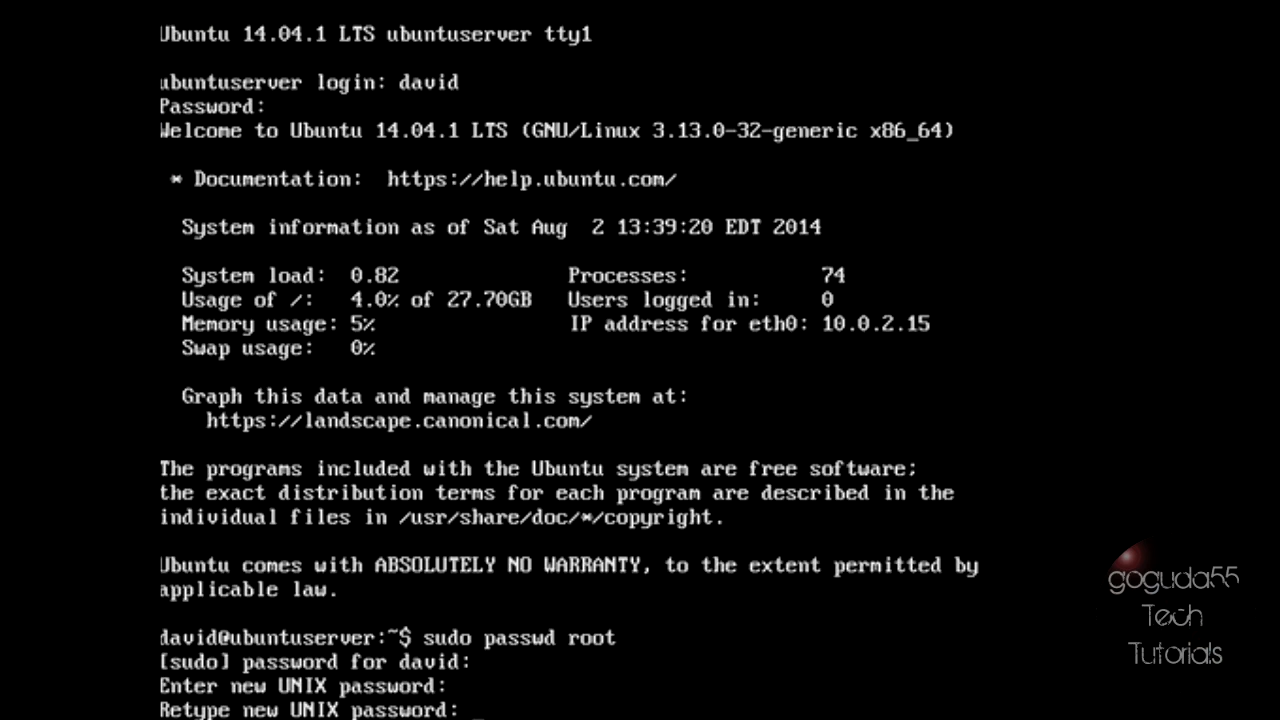 Ubuntu 14.04.1 LTS ubuntuserver tty1
ubuntuserver login: david
Password:
Welcome to Ubuntu 14.04.1 LTS (GNU/Linux 3.13.0-32-generic x86_64)
* Documentation:  https://help.ubuntu.com/
System information as of Sat Aug  2 13:39:20 EDT 2014
System load:  0.82              Processes:           74
Usage of /:   4.0% of 27.70GB   Users logged in:     0
Memory usage: 5%                IP address for eth0: 10.0.2.15
Swap usage:   0%
Graph this data and manage this system at:
https://landscape.canonical.com/
The programs included with the Ubuntu system are free software;
the exact distribution terms for each program are described in the
individual files in /usr/share/doc/*/copyright.
Ubuntu comes with ABSOLUTELY NO WARRANTY, to the extent permitted by
applicable law.
david@ubuntuserver:~$ sudo passwd root
[sudo] password for david:
Enter new UNIX password:
Retype new UNIX password: _
goguda55
Tech
Tutorials